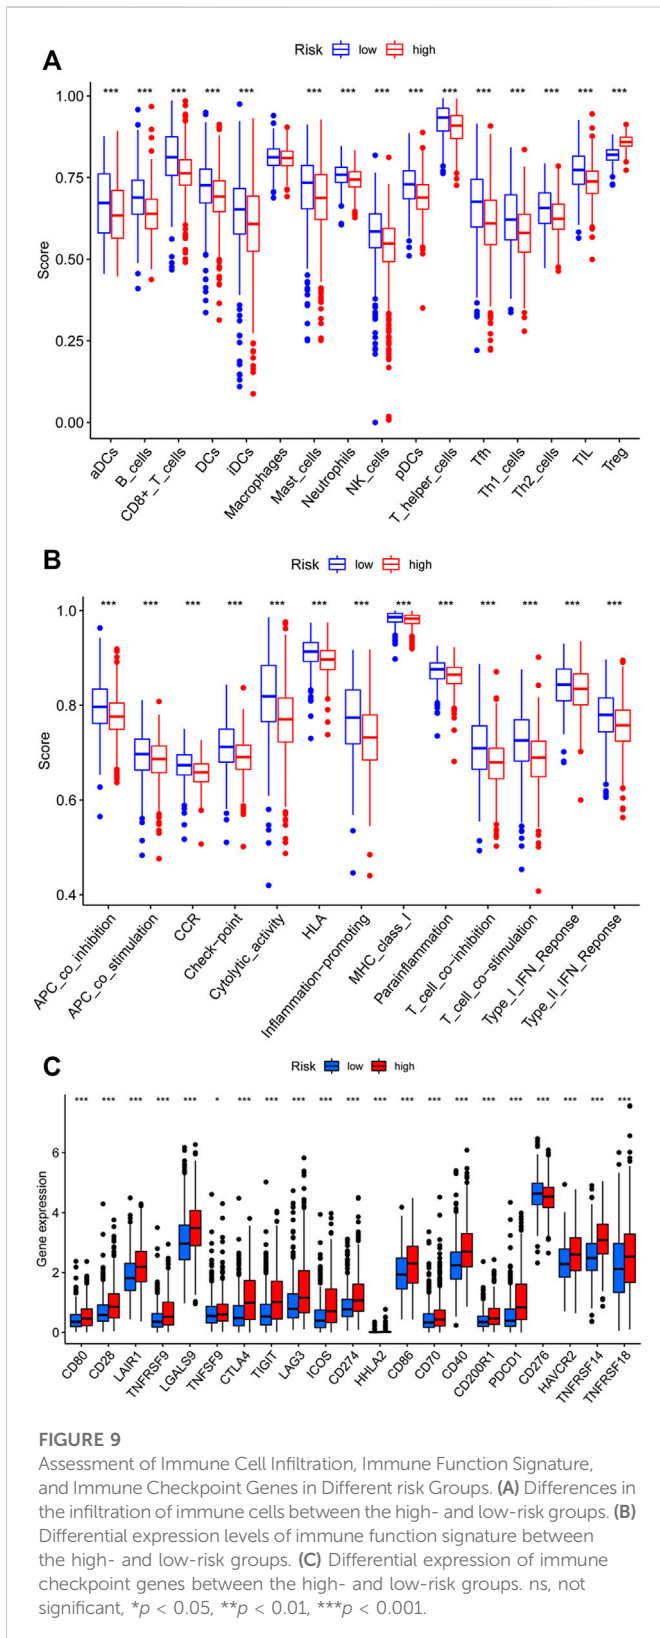 A
Risk low high
*** *** *** *** *** *** *** *** *** *** *** *** *** *** ***
1.00
0.75
0.50
0.25
0.00
Score
aDCs
B_cells
CD8+_T_cells
DCs
iDCs
Macrophages
Mast_cells
Neutrophils
NK_cells
pDCs
T_helper_cells
Tfh
Th1_cells
Th2_cells
TIL
Treg
B
Risk low high
*** *** *** *** *** *** *** *** *** *** *** *** ***
1.0
0.8
0.6
0.4
Score
APC_co_inhibition
APC_co_stimulation
CCR
Check-point
Cytolytic_activity
HLA
Inflammation-promoting
MHC_class_I
Parainflammation
T_cell_co-inhibition
T_cell_co-stimulation
Type_I_IFN_Reponse
Type_II_IFN_Reponse
C
Risk low high
*** *** *** *** *** * *** *** *** *** *** *** *** *** *** *** *** *** *** *** ***
6
4
2
0
Gene expression
CD80
CD28
LAIR1
TNFRSF9
LGALS9
TNFSF9
CTLA4
TIGIT
LAG3
ICOS
CD274
HHLA2
CD86
CD70
CD40
CD200R1
PDCD1
CD276
HAVCR2
TNFRSF14
TNFRSF18
FIGURE 9
Assessment of Immune Cell Infiltration, Immune Function Signature,
and Immune Checkpoint Genes in Different risk Groups. (A) Differences in
the infiltration of immune cells between the high- and low-risk groups. (B)
Differential expression levels of immune function signature between
the high- and low-risk groups. (C) Differential expression of immune
checkpoint genes between the high- and low-risk groups. ns, not
significant, *p < 0.05, **p < 0.01, ***p < 0.001.